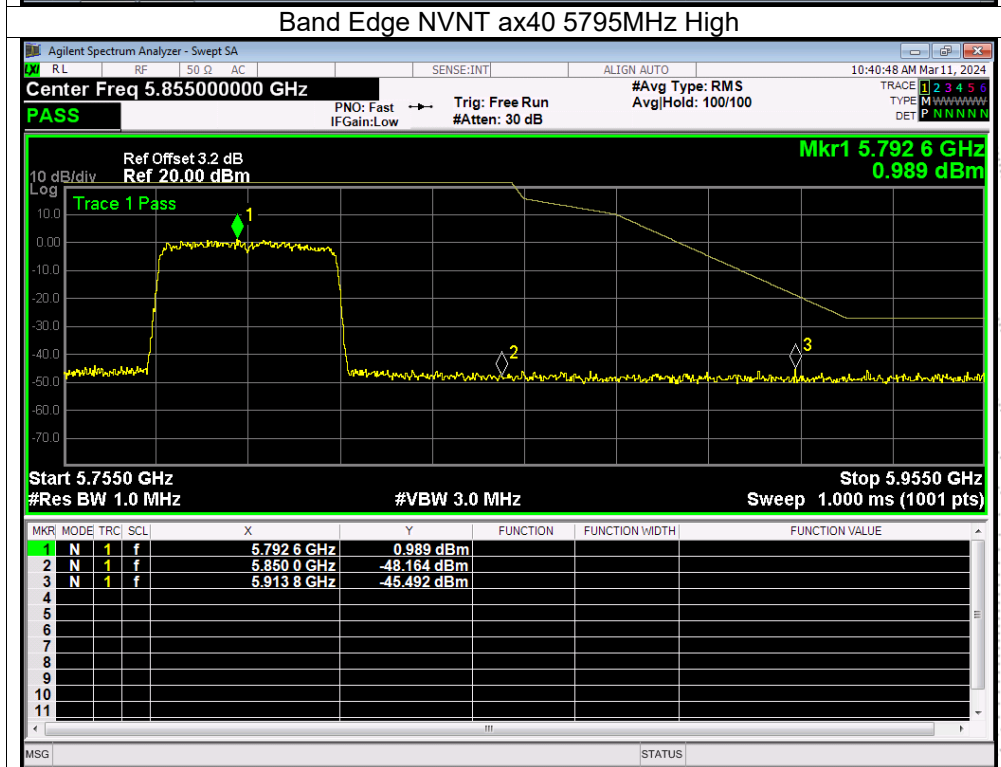 Band Edge NVNT ax40 5795MHz High
Agilent Spectrum Analyzer - Swept SA
LXI RL RF 50 Ω AC SENSE:INT ALIGN AUTO 10:40:48 AM Mar 11, 2024
Center Freq 5.855000000 GHz #Avg Type: RMS TRACE 1 2 3 4 5 6
PASS PNO: Fast Trig: Free Run Avg|Hold: 100/100 TYPE M WWWWW
IFGain:Low #Atten: 30 dB DET P N N N N N
Mkr1 5.792 6 GHz
0.989 dBm
Ref Offset 3.2 dB
10 dB/div Ref 20.00 dBm
Log
Trace 1 Pass
10.0
0.00
-10.0
-20.0
-30.0
-40.0
-50.0
-60.0
-70.0
1
2
3
Start 5.7550 GHz Stop 5.9550 GHz
#Res BW 1.0 MHz #VBW 3.0 MHz Sweep 1.000 ms (1001 pts)
MKR MODE TRC SCL X Y FUNCTION FUNCTION WIDTH FUNCTION VALUE
1 N 1 f 5.792 6 GHz 0.989 dBm
2 N 1 f 5.850 0 GHz -48.164 dBm
3 N 1 f 5.913 8 GHz -45.492 dBm
4
5
6
7
8
9
10
11
MSG STATUS